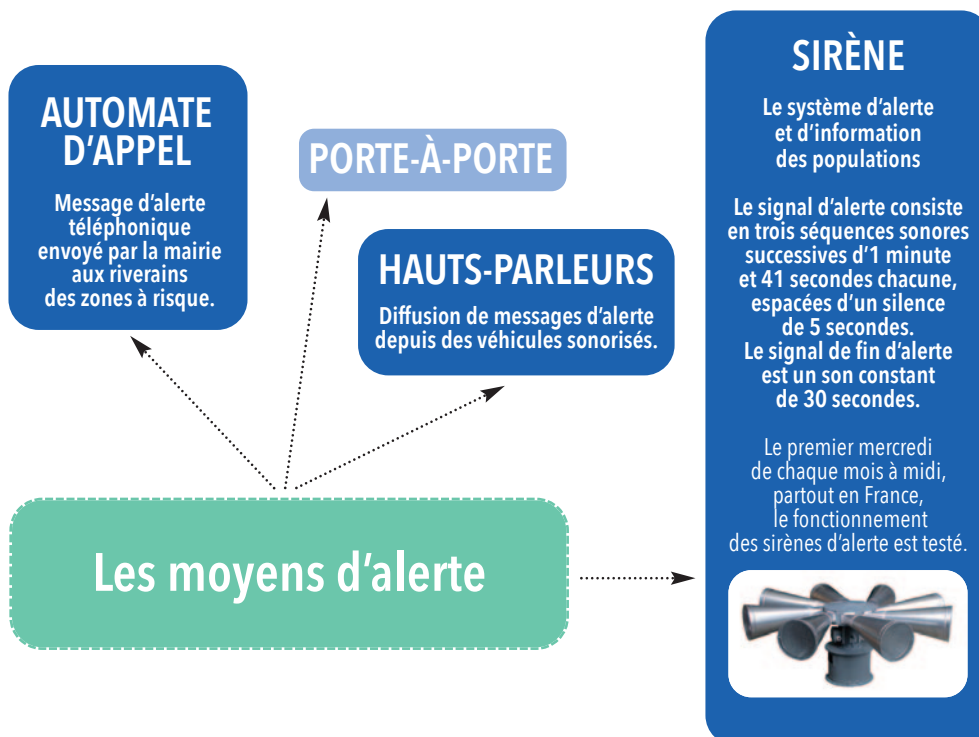 AUTOMATE
D'APPEL
Message d'alerte
téléphonique
envoyé par la mairie
aux riverains
des zones à risque.
PORTE-À-PORTE
HAUTS-PARLEURS
Diffusion de messages d'alerte
depuis des véhicules sonorisés.
SIRÈNE
Le système d'alerte
et d'information
des populations
Le signal d'alerte consiste
en trois séquences sonores
successives d'1 minute
et 41 secondes chacune,
espacées d'un silence
de 5 secondes.
Le signal de fin d'alerte
est un son constant
de 30 secondes.
Le premier mercredi
de chaque mois à midi,
partout en France,
le fonctionnement
des sirènes d'alerte est testé.
Les moyens d'alerte